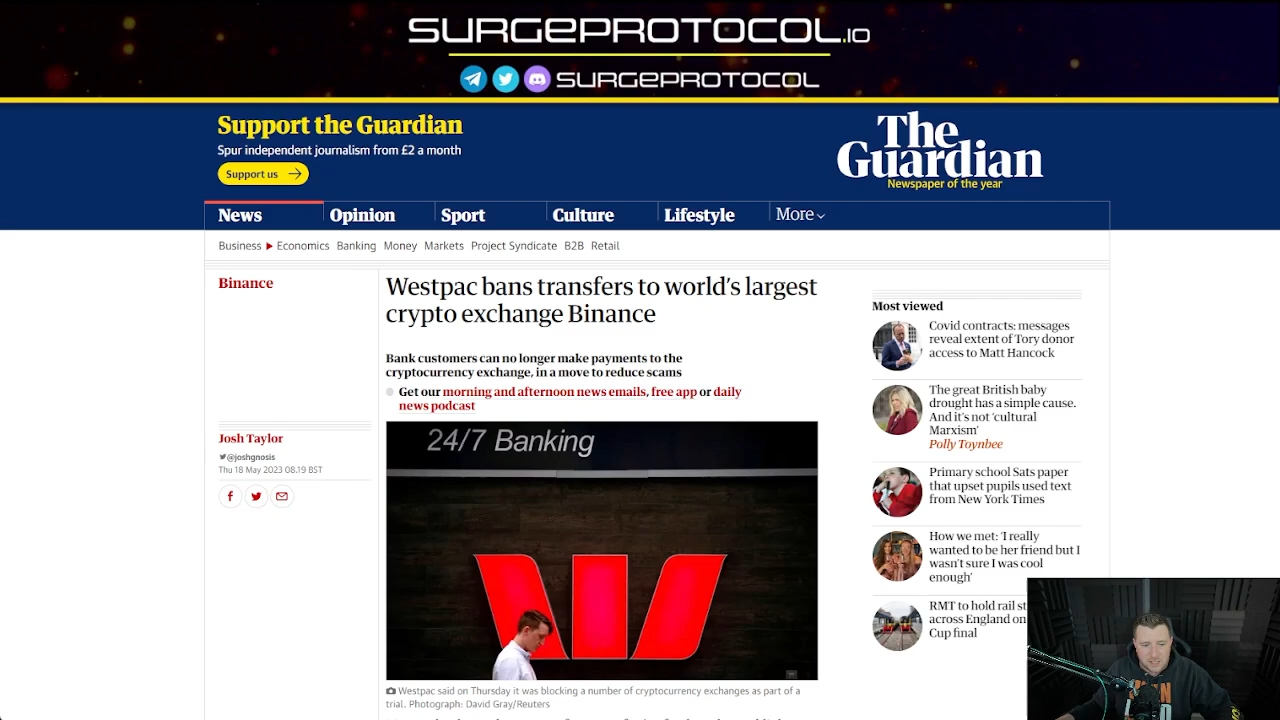 SURGEPROTOCOL.IO
SURGEPROTOCOL
Support the Guardian
Spur independent journalism from £2 a month
Support us
The
Guardian
Newspaper of the year
News
Opinion
Sport
Culture
Lifestyle
More
Business
Economics
Banking
Money
Markets
Project Syndicate
B2B
Retail
Binance
Westpac bans transfers to world's largest
crypto exchange Binance
Bank customers can no longer make payments to the
cryptocurrency exchange, in a move to reduce scams
Get our morning and afternoon news emails, free app or daily
news podcast
Josh Taylor
@joshgnosis
Thu 18 May 2023 08.19 BST
24/7 Banking
Westpac said on Thursday it was blocking a number of cryptocurrency exchanges as part of a
trial. Photograph: David Gray/Reuters
Most viewed
Covid contracts: messages
reveal extent of Tory donor
access to Matt Hancock
The great British baby
drought has a simple cause.
And it's not 'cultural
Marxism'
Polly Toynbee
Primary school Sats paper
that upset pupils used text
from New York Times
How we met: 'I really
wanted to be her friend but I
wasn't sure I was cool
enough'
RMT to hold rail st
across England on
Cup final